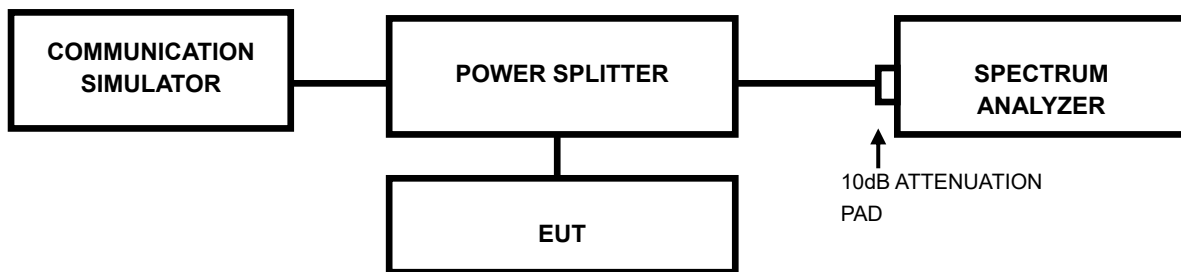 COMMUNICATION
SIMULATOR
POWER SPLITTER
SPECTRUM
ANALYZER
10dB ATTENUATION
PAD
EUT